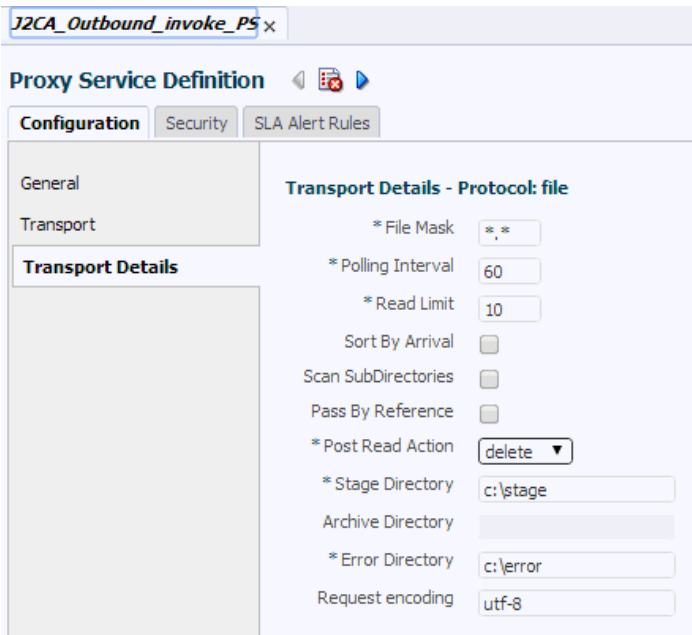 J2CA_Outbound_invoke_PS ×
Proxy Service Definition
Configuration Security SLA Alert Rules
General
Transport
Transport Details
Transport Details - Protocol: file
* File Mask *.*
* Polling Interval 60
* Read Limit 10
Sort By Arrival
Scan SubDirectories
Pass By Reference
* Post Read Action delete
* Stage Directory c:\stage
Archive Directory
* Error Directory c:\error
Request encoding utf-8